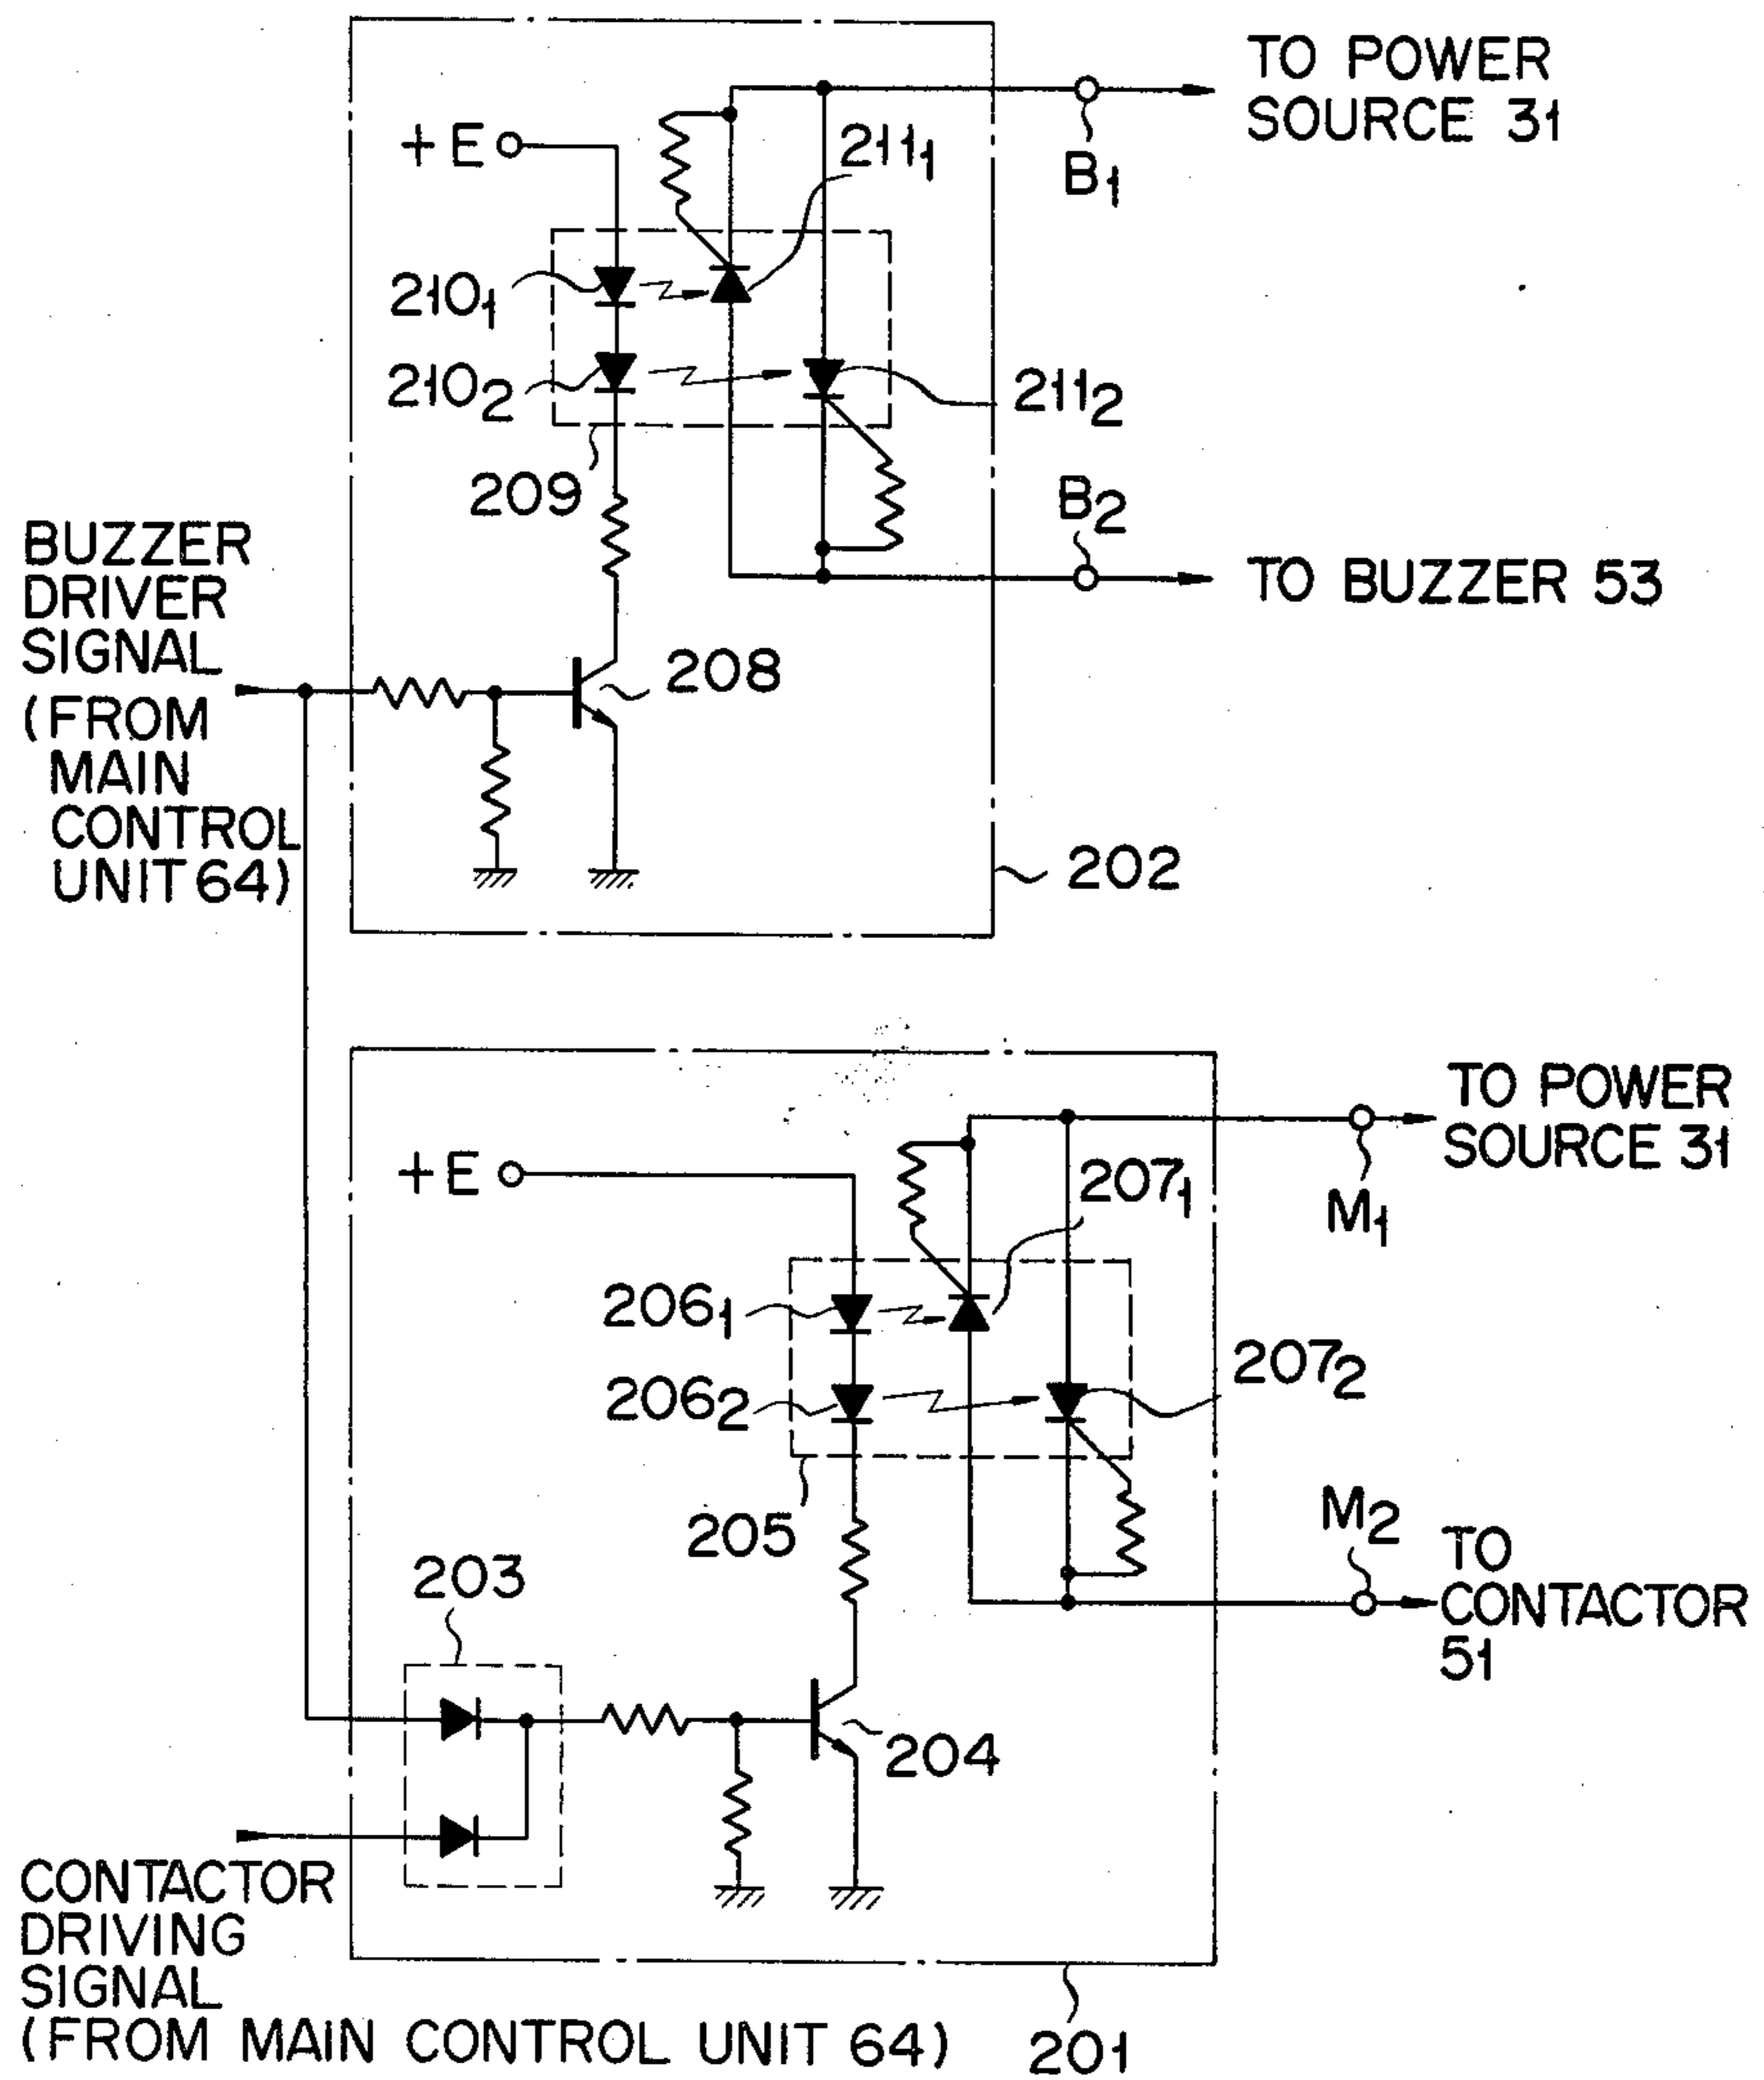 TO POWER
SOURCE 31
+E
211₁
B₁
210₁
210₂
211₂
209
B₂
BUZZER
DRIVER
SIGNAL
(FROM
MAIN
CONTROL
UNIT 64)
TO BUZZER 53
208
202
TO POWER
SOURCE 31
+E
207₁
M₁
206₁
206₂
207₂
205
M₂
TO
CONTACTOR
51
203
204
CONTACTOR
DRIVING
SIGNAL
(FROM MAIN CONTROL UNIT 64)
201